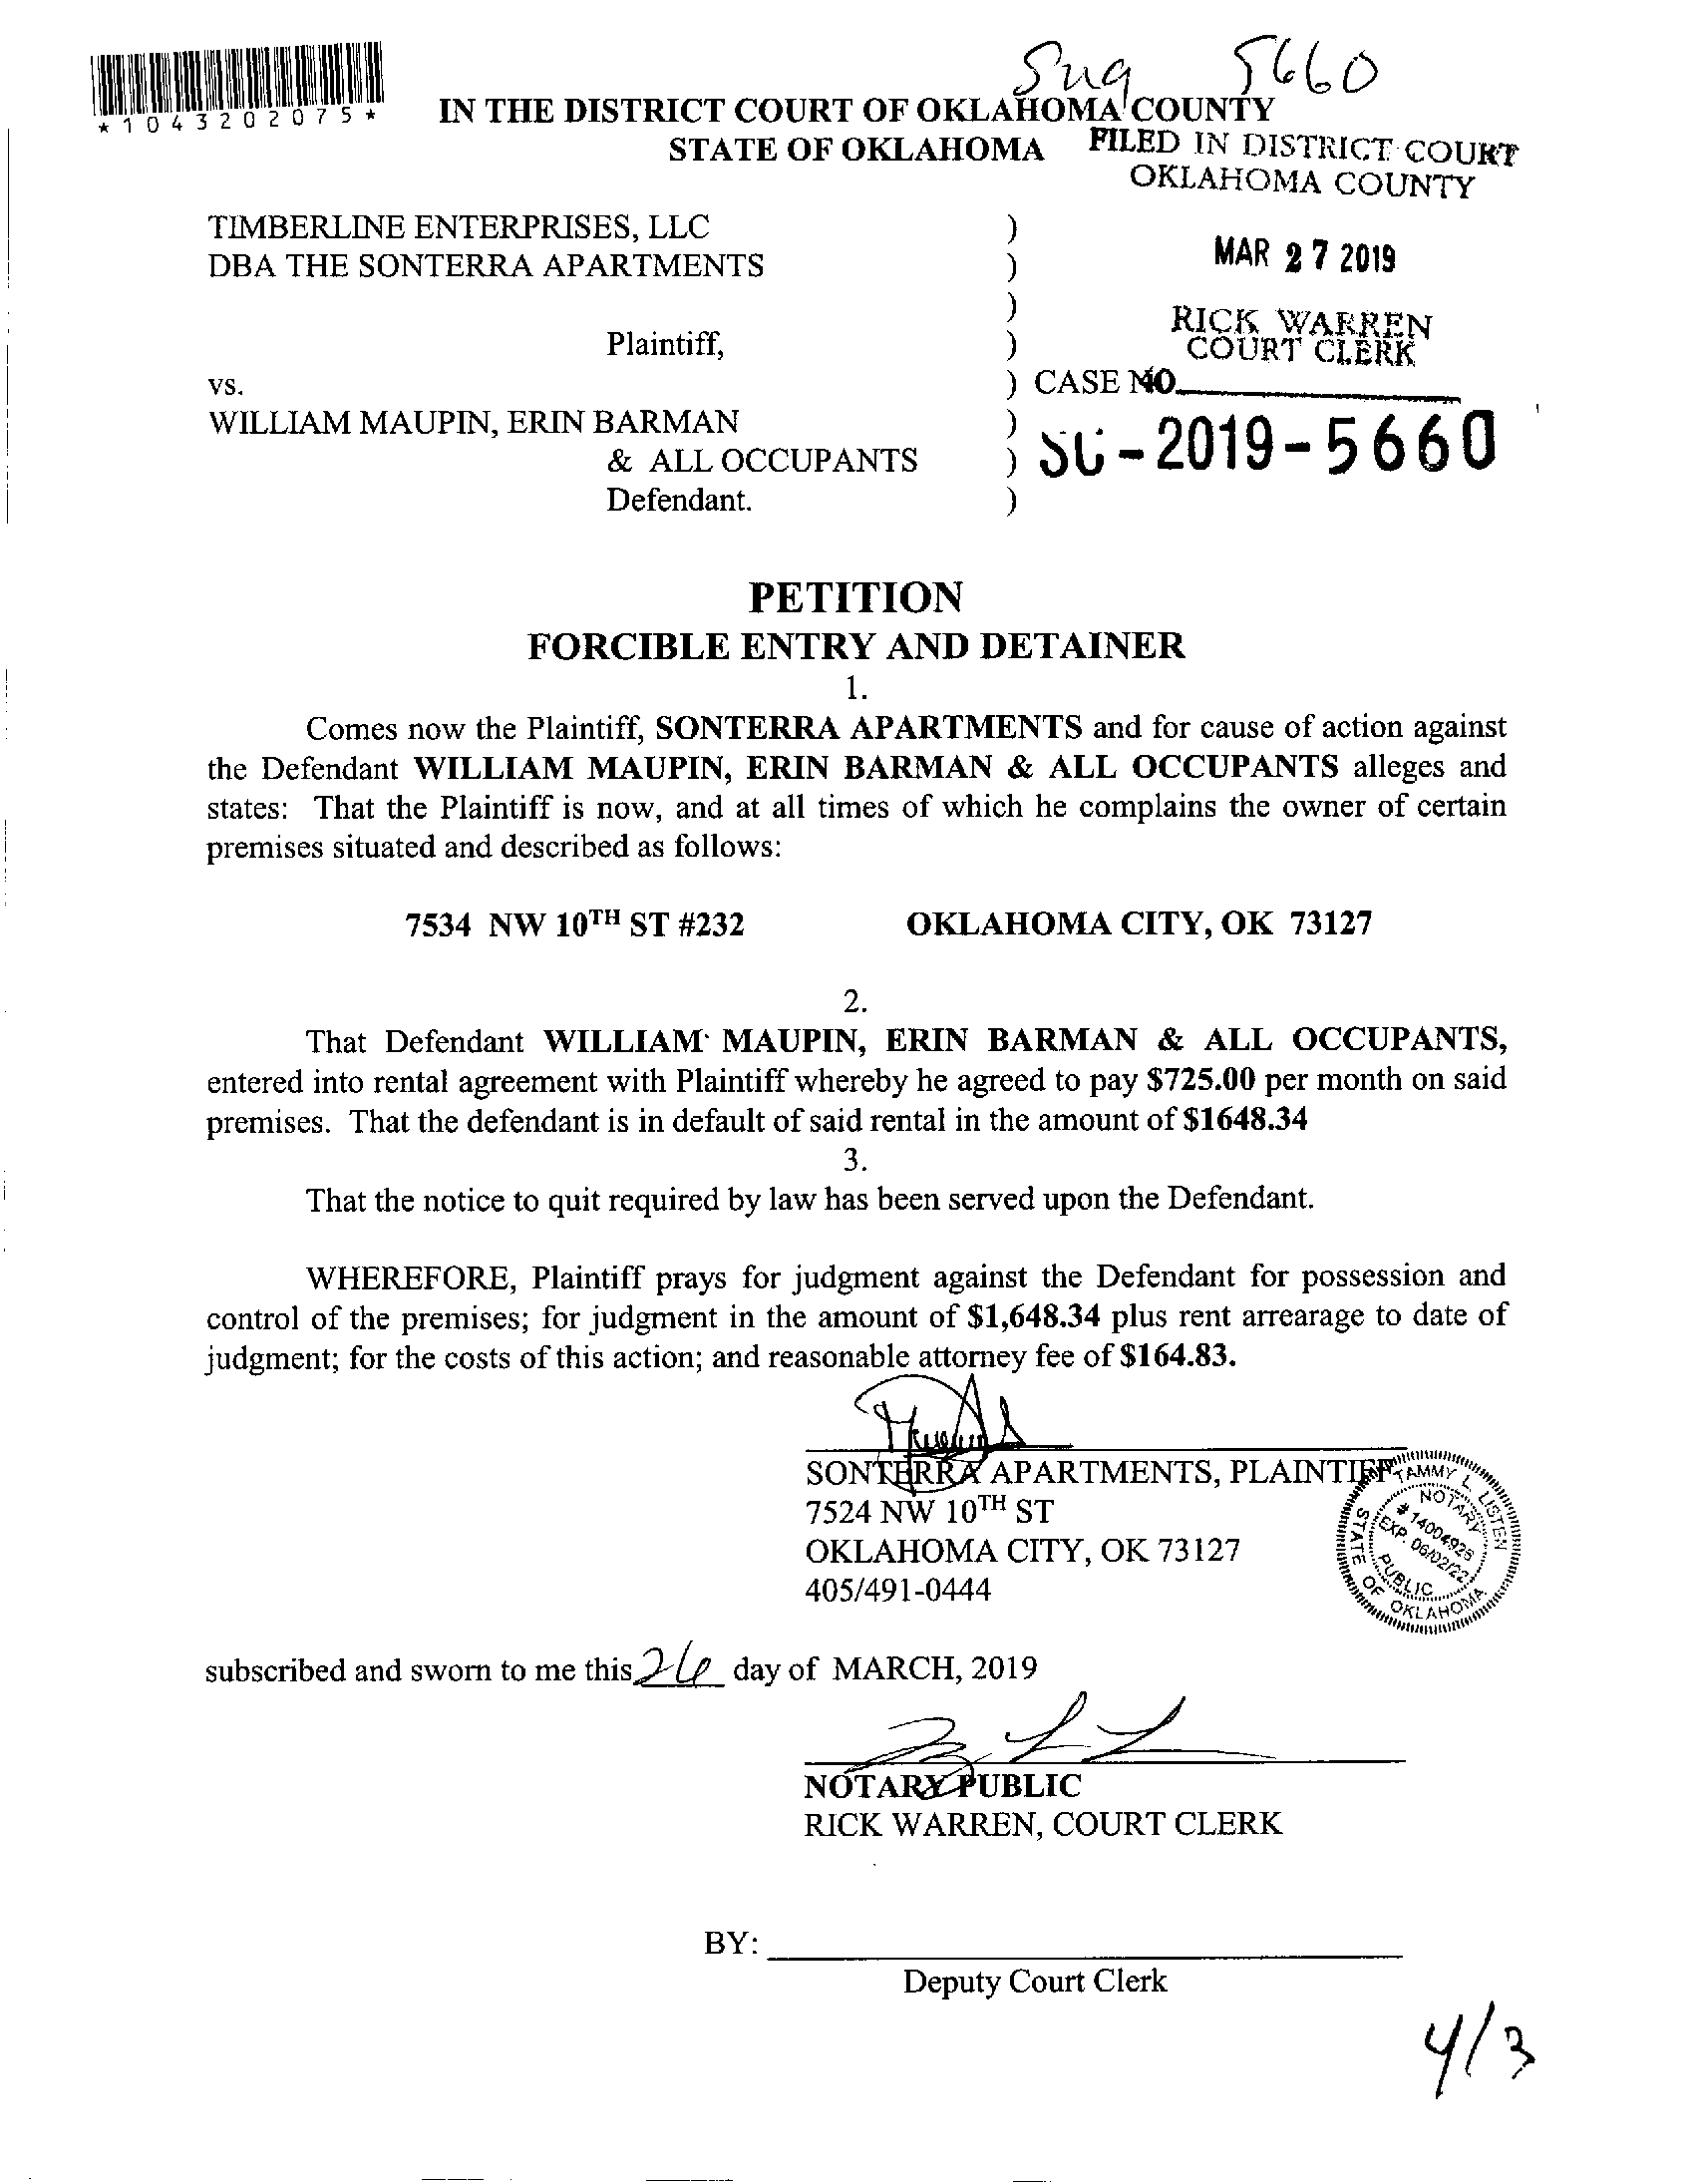 *1043202075*
5660
IN THE DISTRICT COURT OF OKLAHOMA COUNTY
STATE OF OKLAHOMA
FILED IN DISTRICT COURT
OKLAHOMA COUNTY
MAR 27 2019
RICK WARREN
COURT CLERK
TIMBERLINE ENTERPRISES, LLC )
DBA THE SONTERRA APARTMENTS )
)
Plaintiff, )
vs. ) CASE NO.
WILLIAM MAUPIN, ERIN BARMAN )
& ALL OCCUPANTS ) SC-2019-5660
Defendant. )
PETITION
FORCIBLE ENTRY AND DETAINER
1.
Comes now the Plaintiff, SONTERRA APARTMENTS and for cause of action against
the Defendant WILLIAM MAUPIN, ERIN BARMAN & ALL OCCUPANTS alleges and
states: That the Plaintiff is now, and at all times of which he complains the owner of certain
premises situated and described as follows:
7534 NW 10TH ST #232 OKLAHOMA CITY, OK 73127
2.
That Defendant WILLIAM MAUPIN, ERIN BARMAN & ALL OCCUPANTS,
entered into rental agreement with Plaintiff whereby he agreed to pay $725.00 per month on said
premises. That the defendant is in default of said rental in the amount of $1648.34
3.
That the notice to quit required by law has been served upon the Defendant.
WHEREFORE, Plaintiff prays for judgment against the Defendant for possession and
control of the premises; for judgment in the amount of $1,648.34 plus rent arrearage to date of
judgment; for the costs of this action; and reasonable attorney fee of $164.83.
SONTERRA APARTMENTS, PLAINTIFF
7524 NW 10TH ST
OKLAHOMA CITY, OK 73127
405/491-0444
TAMMY L. LISTEN
NOTARY
# 14004925
EXP. 06/02/22
PUBLIC
STATE OF OKLAHOMA
subscribed and sworn to me this 26 day of MARCH, 2019
NOTARY PUBLIC
RICK WARREN, COURT CLERK
BY:
Deputy Court Clerk
4/3